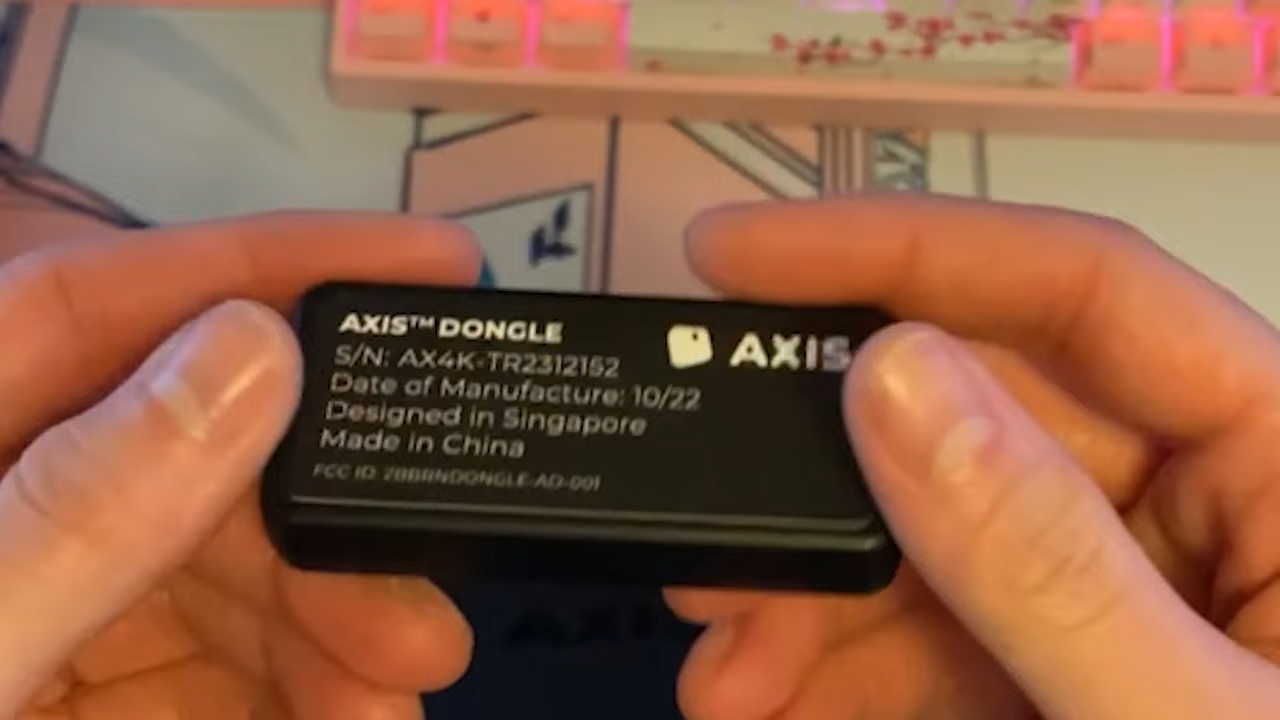 AXIS™ DONGLE
AXIS
S/N: AX4K-TR2312152
Date of Manufacture: 10/22
Designed in Singapore
Made in China
FCC ID: 2BBRNDONGLE-AD-001